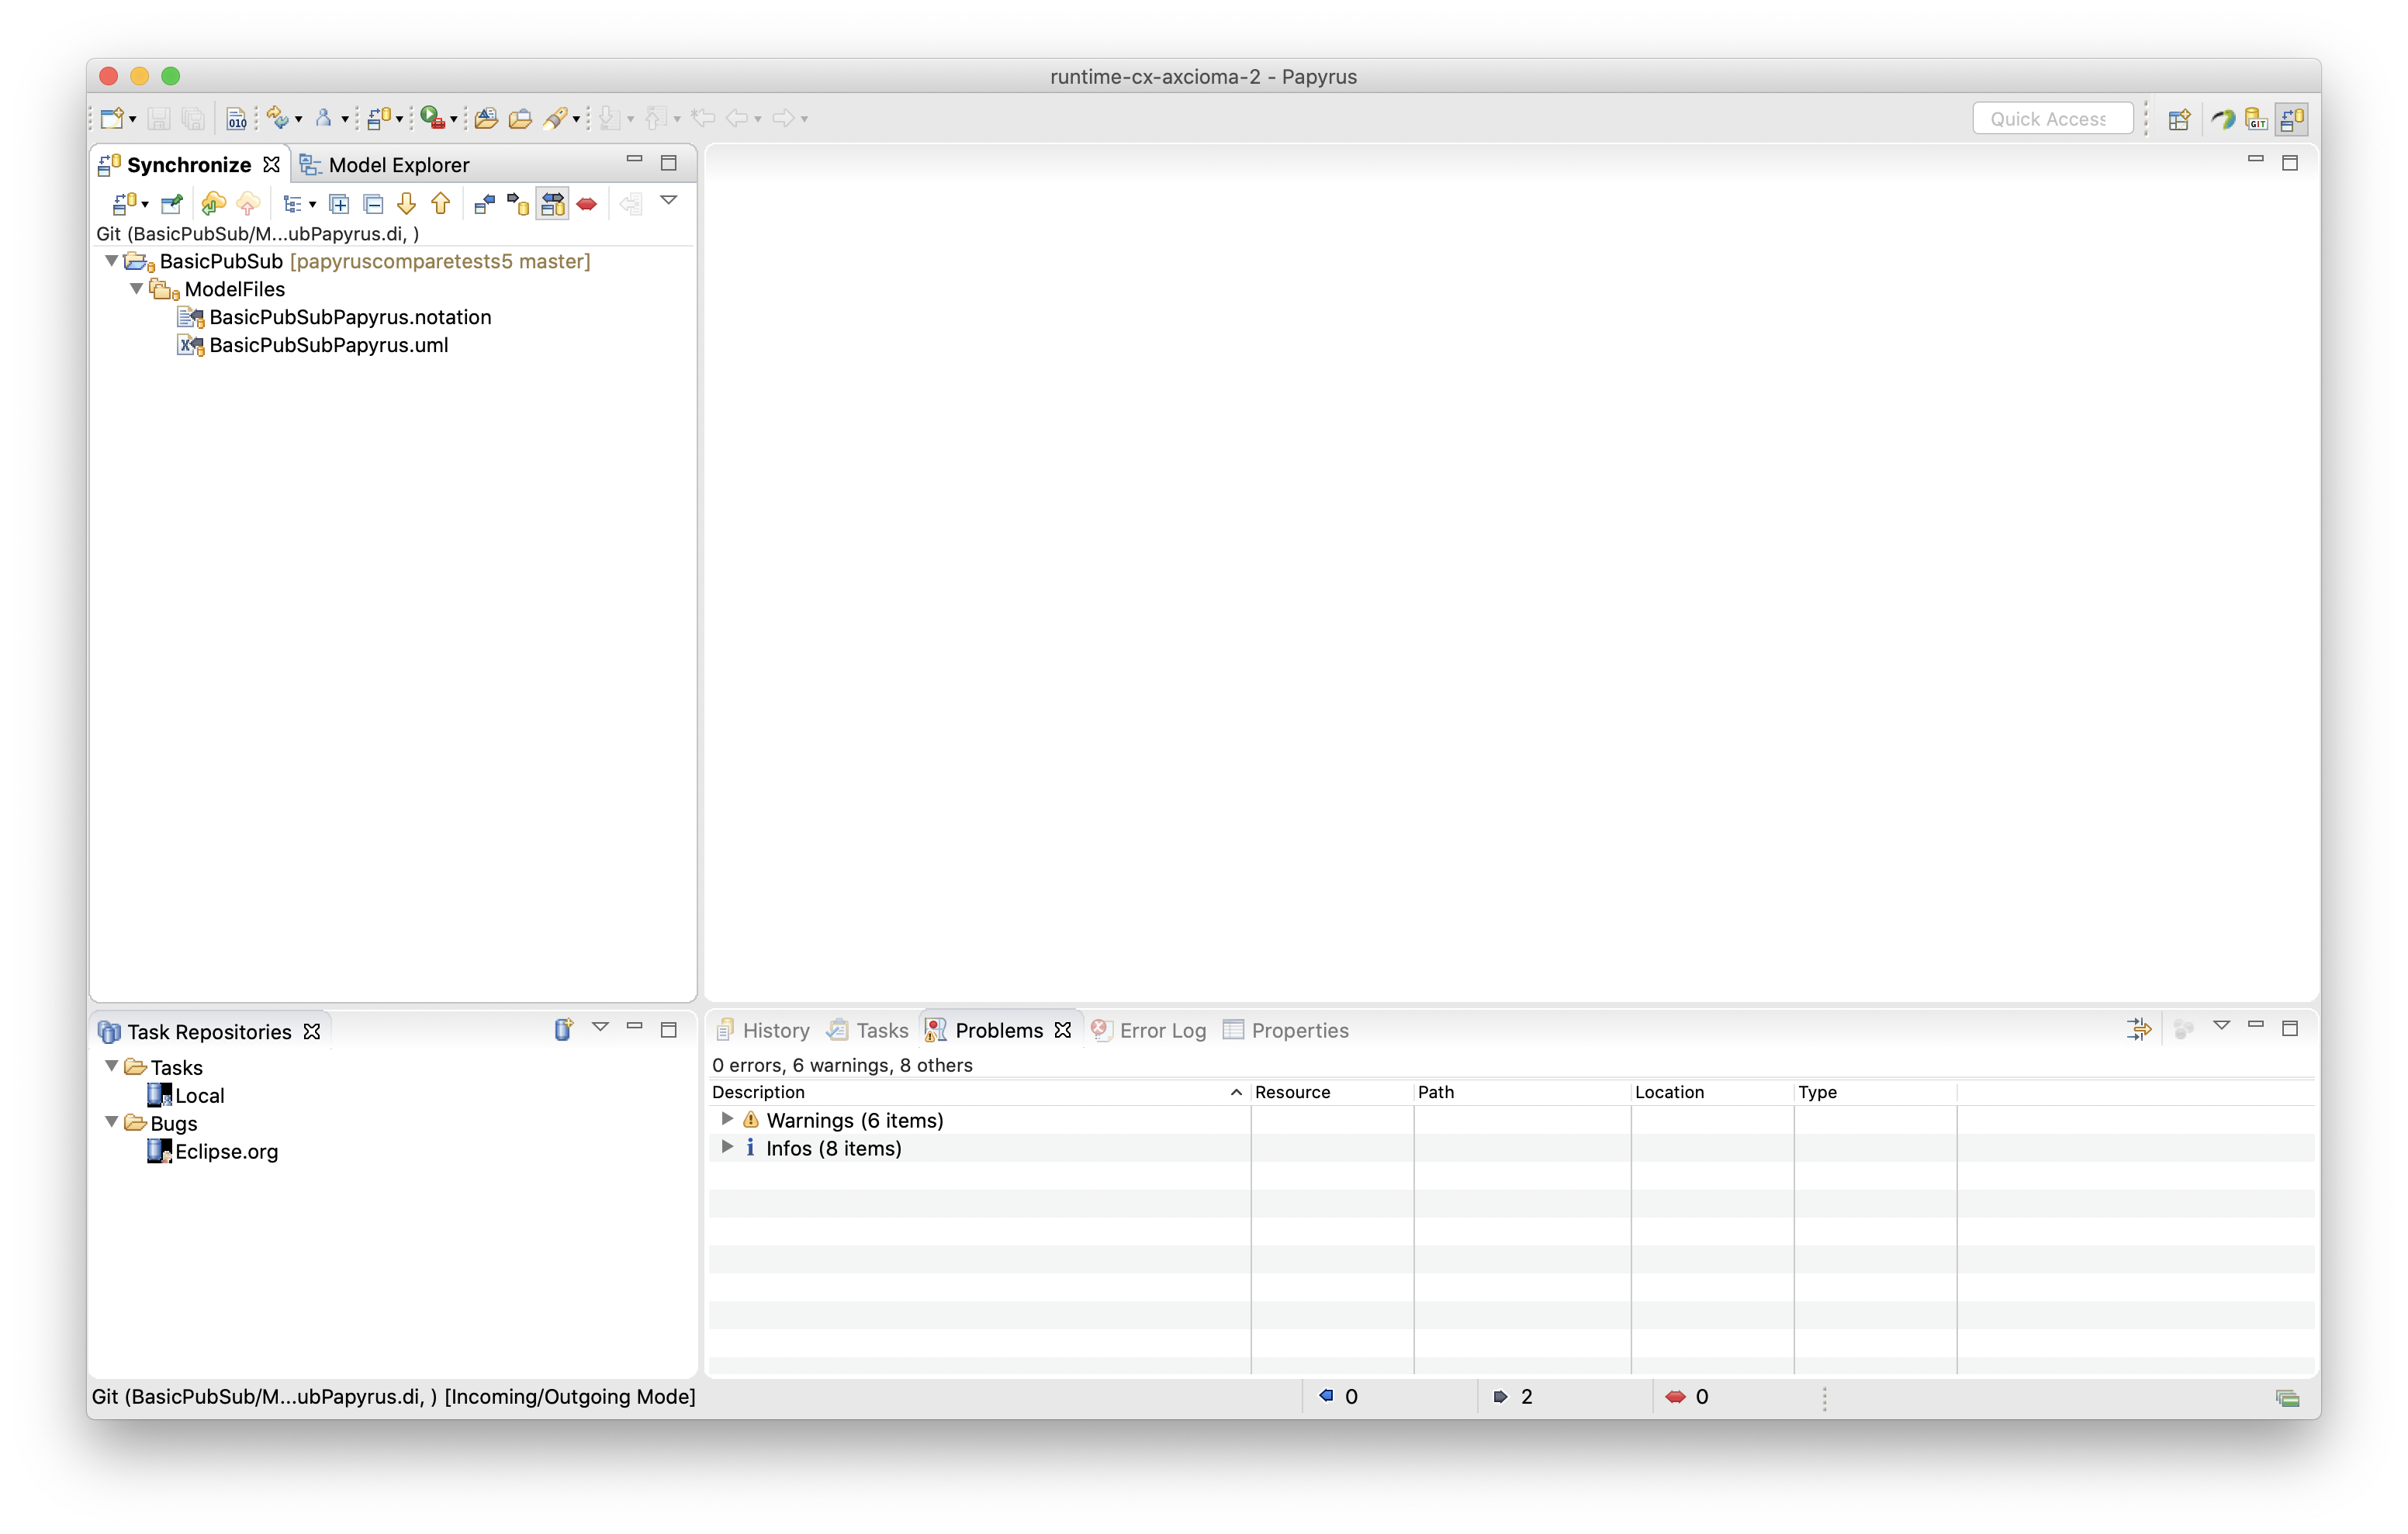 runtime-cx-axcioma-2 - Papyrus
010
Quick Access
GIT
Synchronize
Model Explorer
Git (BasicPubSub/M...ubPapyrus.di, )
BasicPubSub [papyruscomparetests5 master]
ModelFiles
BasicPubSubPapyrus.notation
BasicPubSubPapyrus.uml
Task Repositories
Tasks
Local
Bugs
Eclipse.org
History
Tasks
Problems
Error Log
Properties
0 errors, 6 warnings, 8 others
Description
Resource
Path
Location
Type
Warnings (6 items)
Infos (8 items)
Git (BasicPubSub/M...ubPapyrus.di, ) [Incoming/Outgoing Mode]
0
2
0